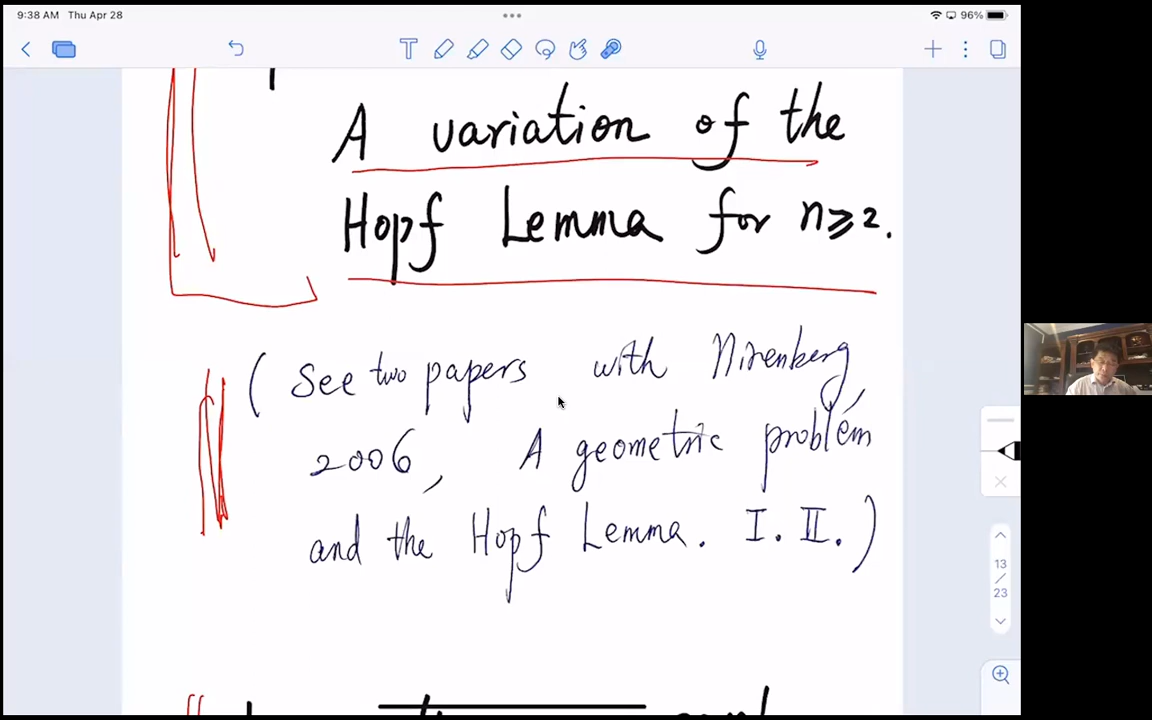 9:38 AM Thu Apr 28
96%
A variation of the
Hopf Lemma for n⩾2.
(See two papers with Nirenberg,
2006, A geometric problem
and the Hopf Lemma. I. II.)
13
/
23